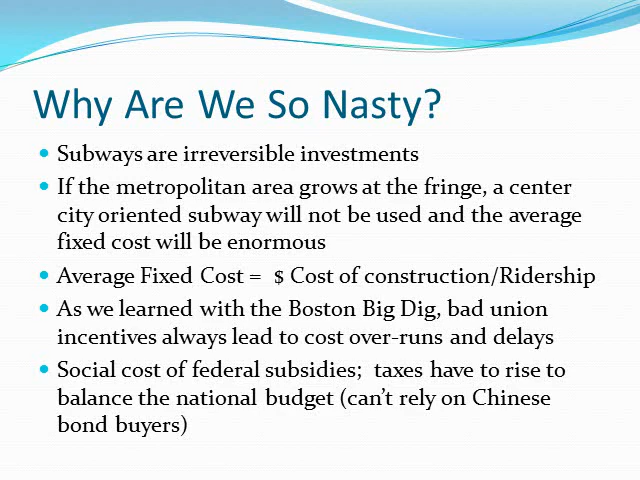 Why Are We So Nasty?
• Subways are irreversible investments
• If the metropolitan area grows at the fringe, a center
city oriented subway will not be used and the average
fixed cost will be enormous
• Average Fixed Cost =  $ Cost of construction/Ridership
• As we learned with the Boston Big Dig, bad union
incentives always lead to cost over-runs and delays
• Social cost of federal subsidies;  taxes have to rise to
balance the national budget (can't rely on Chinese
bond buyers)